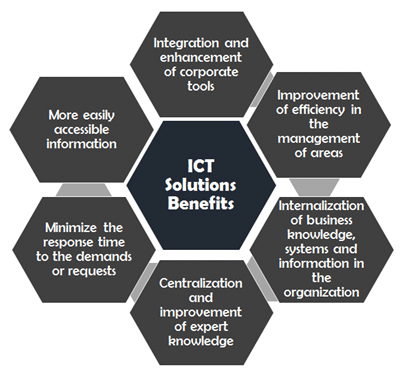 Integration and
enhancement
of corporate
tools
Improvement
of efficiency in
the
management
of areas
Internalization
of business
knowledge,
systems and
information in
the
organization
Centralization
and
improvement
of expert
knowledge
Minimize the
response time
to the demands
or requests
More easily
accessible
information
ICT
Solutions
Benefits